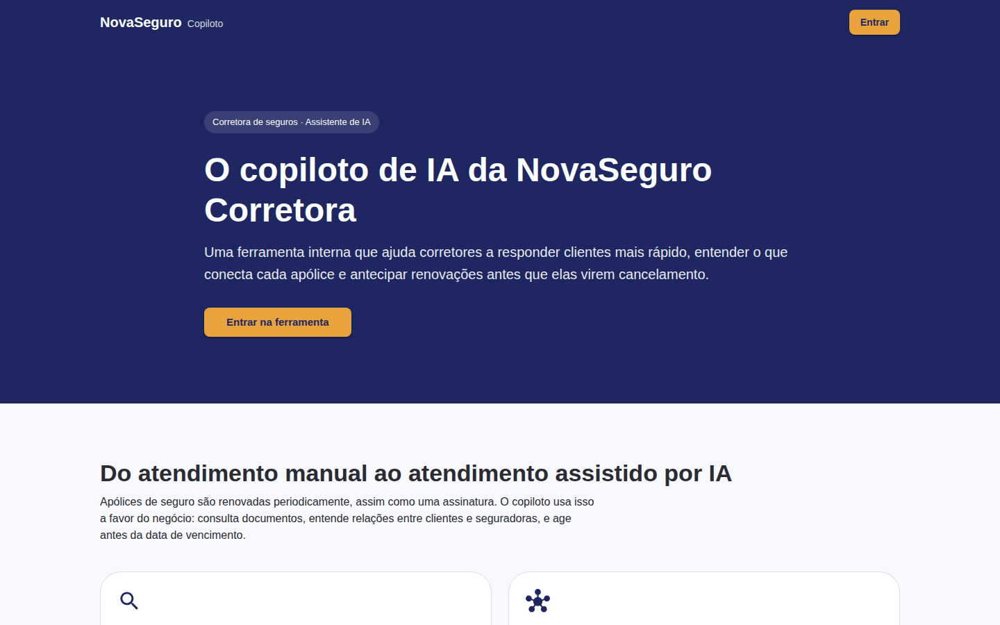 NovaSeguro Copiloto
Entrar
Corretora de seguros · Assistente de IA
O copiloto de IA da NovaSeguro
Corretora
Uma ferramenta interna que ajuda corretores a responder clientes mais rápido, entender o que
conecta cada apólice e antecipar renovações antes que elas virem cancelamento.
Entrar na ferramenta
Do atendimento manual ao atendimento assistido por IA
Apólices de seguro são renovadas periodicamente, assim como uma assinatura. O copiloto usa isso
a favor do negócio: consulta documentos, entende relações entre clientes e seguradoras, e age
antes da data de vencimento.